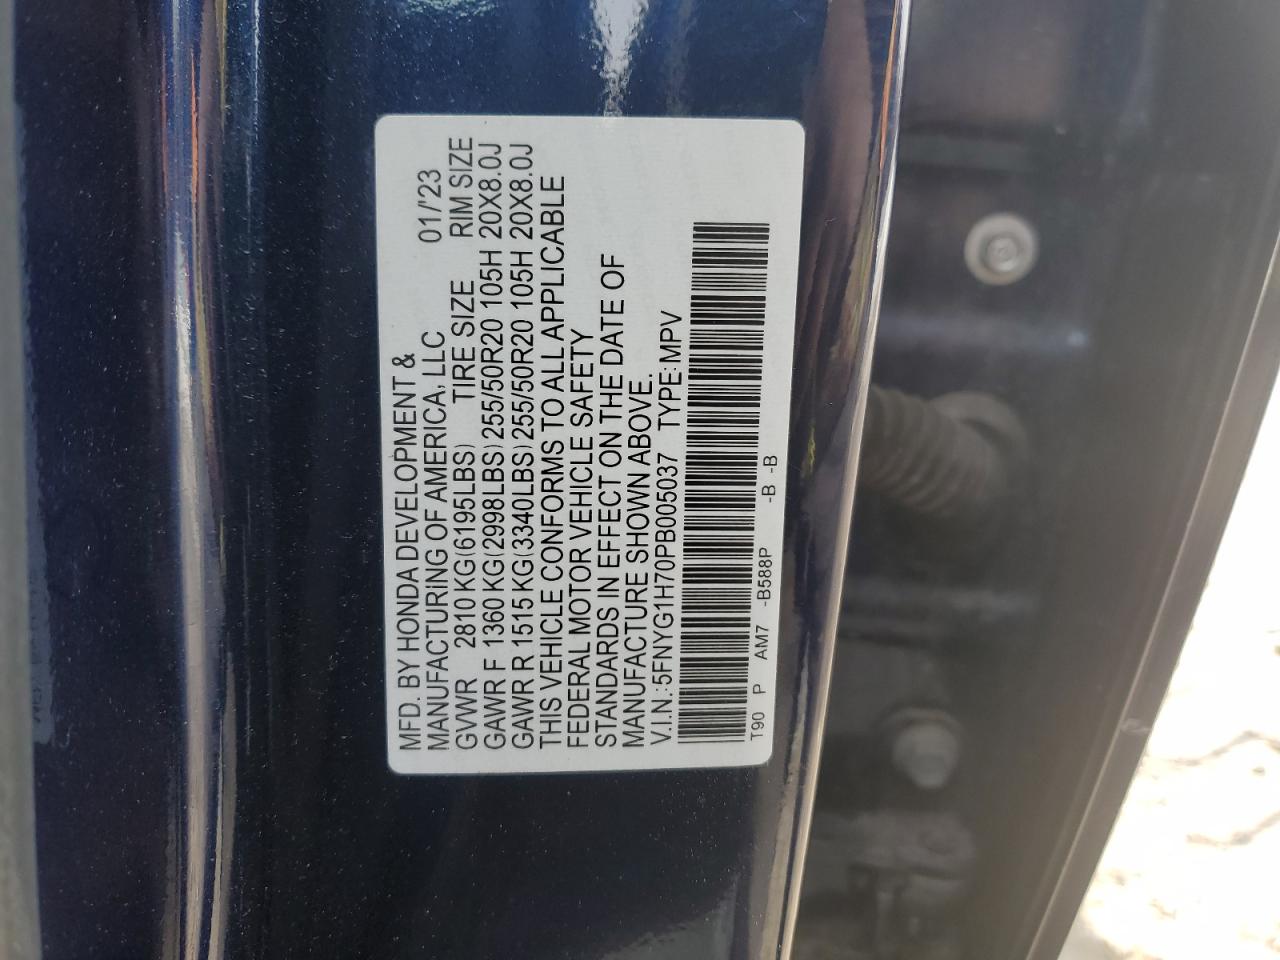 MFD. BY HONDA DEVELOPMENT &
MANUFACTURING OF AMERICA, LLC 01/'23
GVWR 2810 KG(6195LBS) TIRE SIZE RIM SIZE
GAWR F 1360 KG(2998LBS) 255/50R20 105H 20X8.0J
GAWR R 1515 KG(3340LBS) 255/50R20 105H 20X8.0J
THIS VEHICLE CONFORMS TO ALL APPLICABLE
FEDERAL MOTOR VEHICLE SAFETY
STANDARDS IN EFFECT ON THE DATE OF
MANUFACTURE SHOWN ABOVE.
V.I.N.:5FNYG1H70PB005037 TYPE:MPV
T90 P AM7 -B588P -B -B